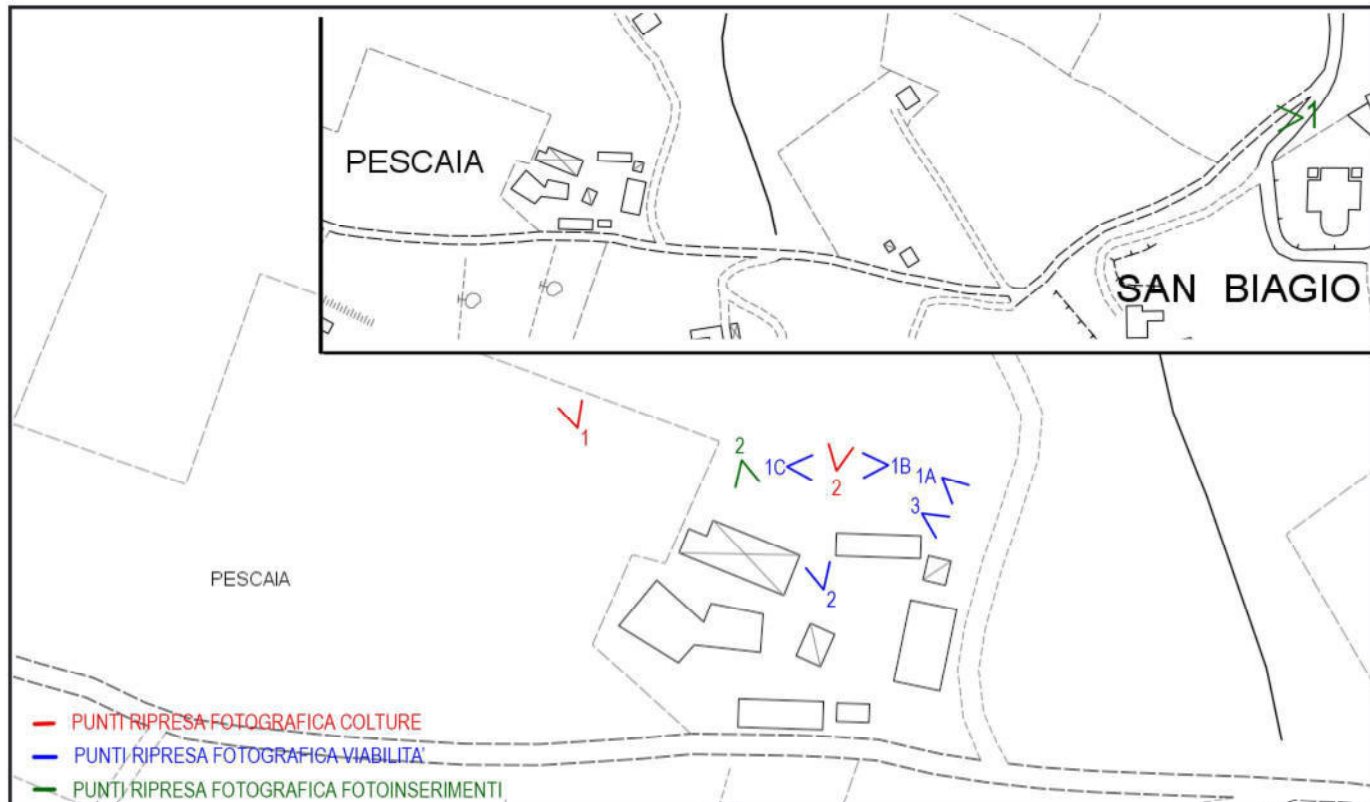 PESCAIA
1
SAN BIAGIO
1
2
1C
2
1B
1A
3
2
PESCAIA
PUNTI RIPRESA FOTOGRAFICA COLTURE
PUNTI RIPRESA FOTOGRAFICA VIABILITA'
PUNTI RIPRESA FOTOGRAFICA FOTOINSERIMENTI